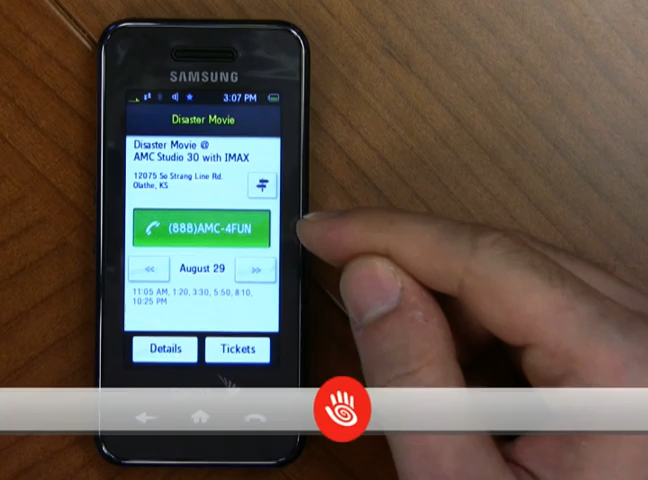 SAMSUNG
3:07 PM
Disaster Movie
Disaster Movie @
AMC Studio 30 with IMAX
12075 So Strang Line Rd.
Olathe, KS
(888)AMC-4FUN
<< August 29 >>
11:05 AM, 1:20, 3:30, 5:50, 8:10,
10:25 PM
Details Tickets